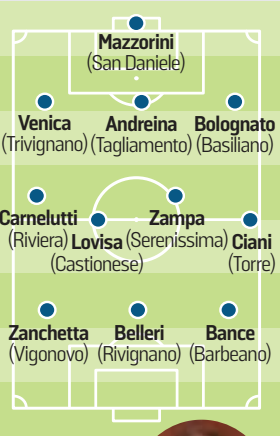 Mazzorini
(San Daniele)
Venica Andreina Bolognato
(Trivignano) (Tagliamento) (Basiliano)
Carnelutti Zampa
(Riviera) Lovisa (Serenissima) Ciani
(Castionese) (Torre)
Zanchetta Belleri Bance
(Vigonovo) (Rivignano) (Barbeano)